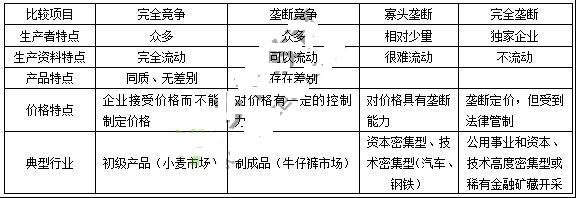 比较项目 完全竞争 垄断竞争 寡头垄断 完全垄断
生产者特点 众多 众多 相对少量 独家企业
生产资料特点 完全流动 可以流动 很难流动 不流动
产品特点 同质、无差别 存在差别
价格特点 企业接受价格而不能 对价格有一定的控制 对价格具有垄断 垄断定价，但受到
制定价格 力 能力 法律管制
典型行业 初级产品（小麦市场） 制成品（牛仔裤市场） 资本密集型、技 公用事业和资本、
术密集型（汽车、 技术高度密集型或
钢铁） 稀有金融矿藏开采